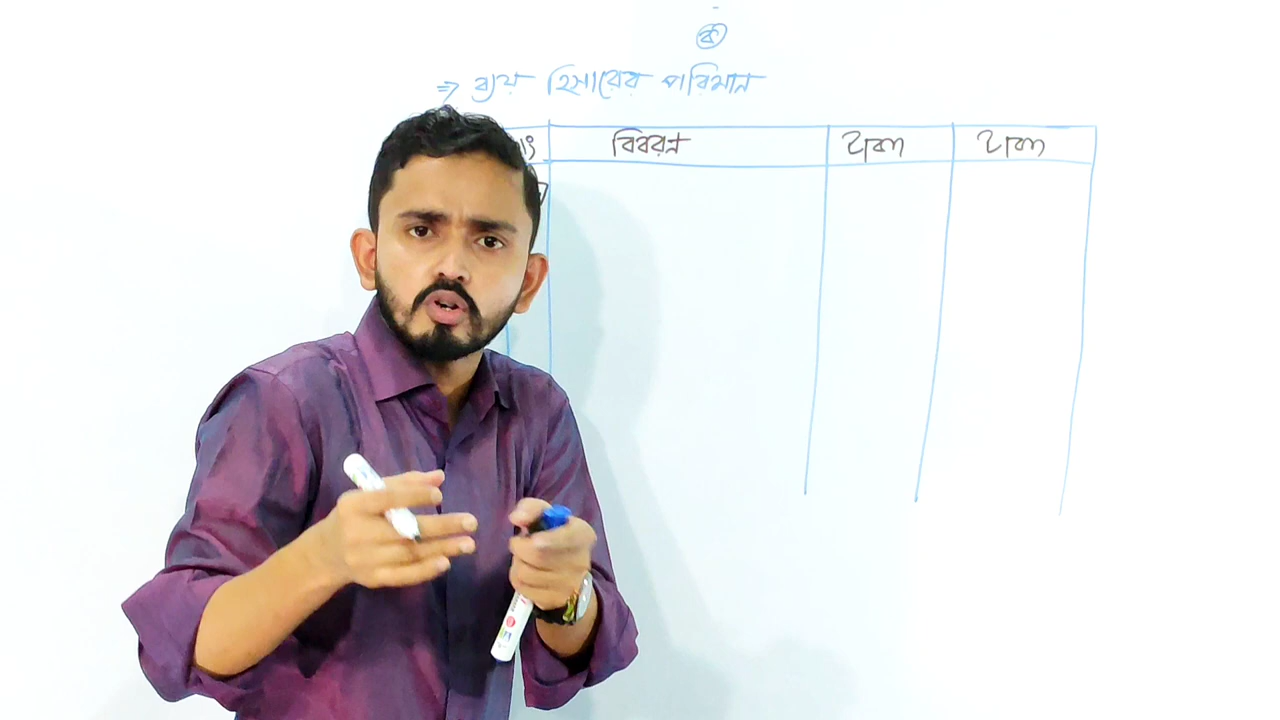 ক
⇒ ব্যয় হিসাবের পরিমান
নং বিবরন টাকা টাকা